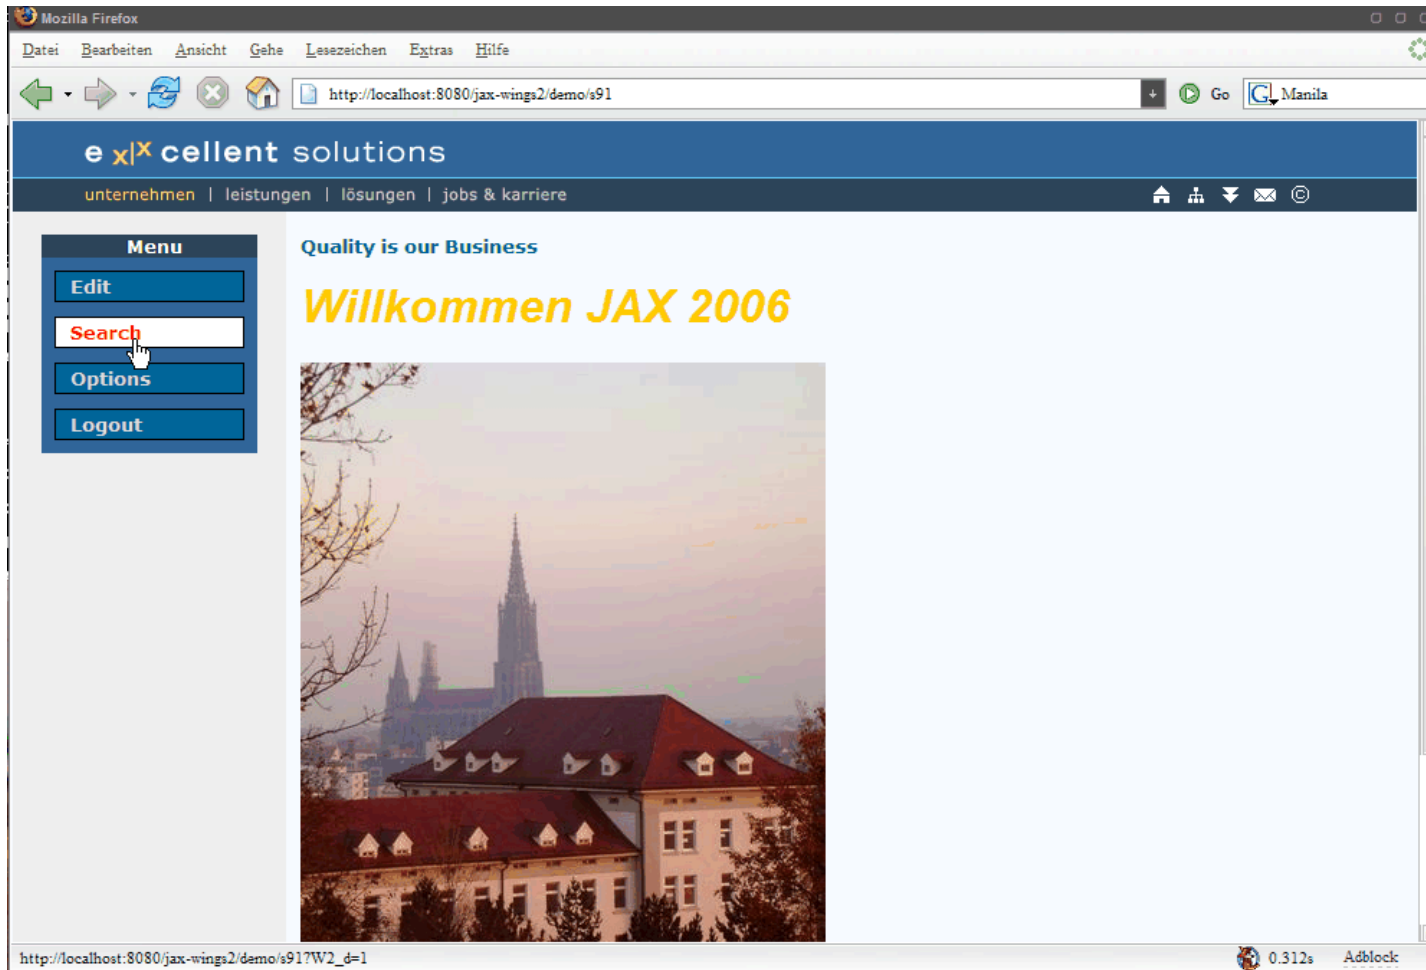 Mozilla Firefox
Datei Bearbeiten Ansicht Gehe Lesezeichen Extras Hilfe
http://localhost:8080/jax-wings2/demo/s91 Go G Manila
e x|x cellent solutions
unternehmen | leistungen | lösungen | jobs & karriere ©
Menu
Edit
Search
Options
Logout
Quality is our Business
Willkommen JAX 2006
http://localhost:8080/jax-wings2/demo/s91?W2_d=1 0.312s Adblock